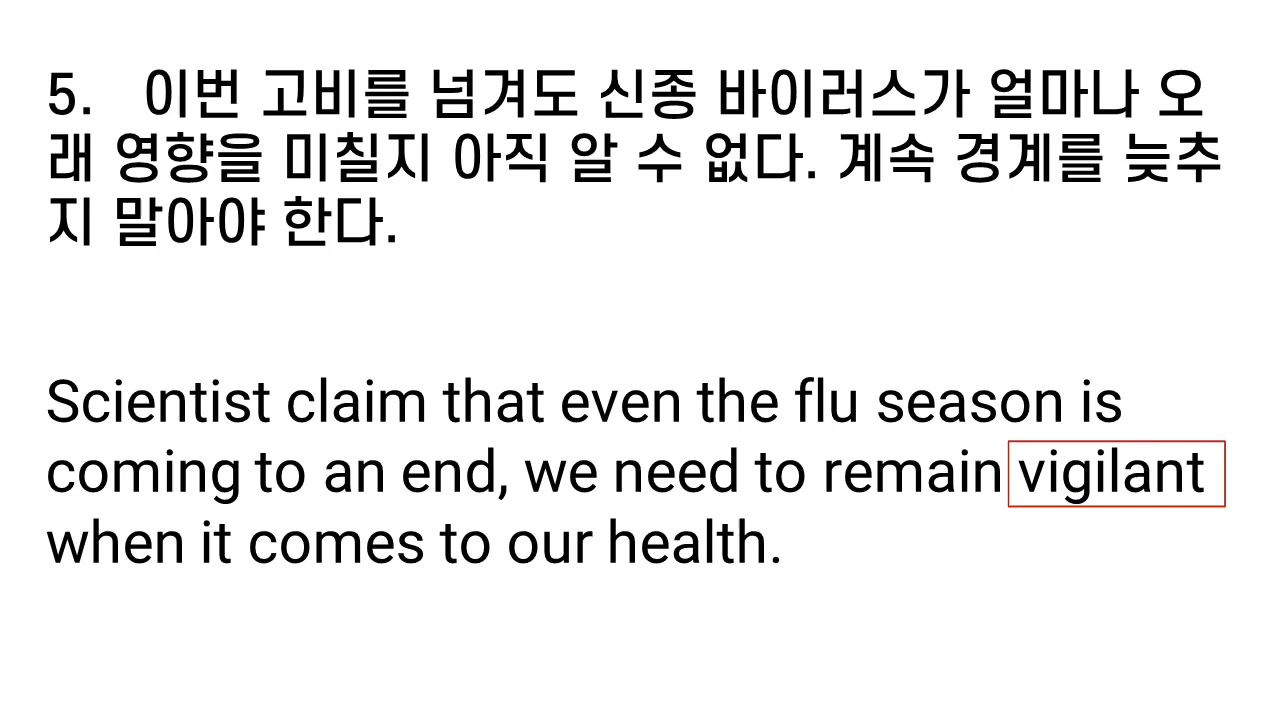 5. 이번 고비를 넘겨도 신종 바이러스가 얼마나 오
래 영향을 미칠지 아직 알 수 없다. 계속 경계를 늦추
지 말아야 한다.
Scientist claim that even the flu season is
coming to an end, we need to remain vigilant
when it comes to our health.